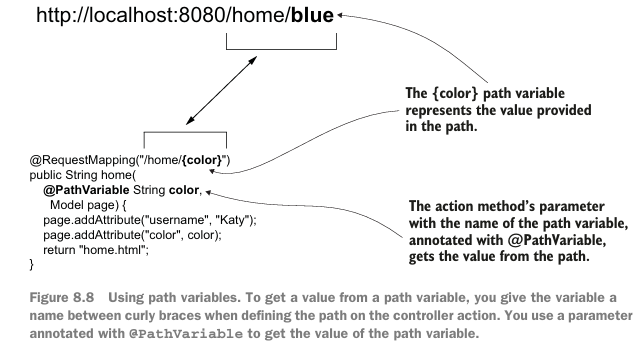 http://localhost:8080/home/blue
The {color} path variable
represents the value provided
in the path.
@RequestMapping("/home/{color}")
public String home(
@PathVariable String color,
Model page) {
page.addAttribute("username", "Katy");
page.addAttribute("color", color);
return "home.html";
}
The action method's parameter
with the name of the path variable,
annotated with @PathVariable,
gets the value from the path.
Figure 8.8 Using path variables. To get a value from a path variable, you give the variable a
name between curly braces when defining the path on the controller action. You use a parameter
annotated with @PathVariable to get the value of the path variable.